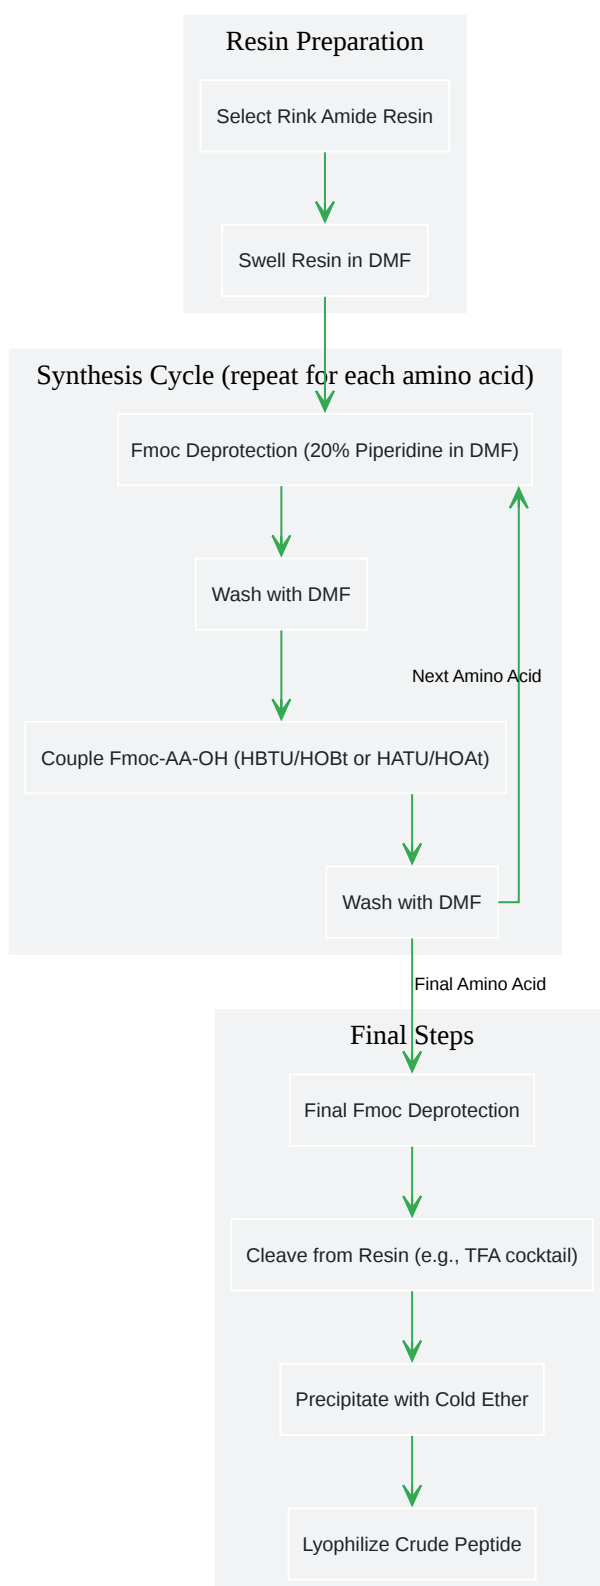 Resin Preparation
Select Rink Amide Resin
Swell Resin in DMF
Synthesis Cycle (repeat for each amino acid)
Fmoc Deprotection (20% Piperidine in DMF)
Wash with DMF
Next Amino Acid
Couple Fmoc-AA-OH (HBTU/HOBt or HATU/HOAt)
Wash with DMF
Final Amino Acid
Final Steps
Final Fmoc Deprotection
Cleave from Resin (e.g., TFA cocktail)
Precipitate with Cold Ether
Lyophilize Crude Peptide